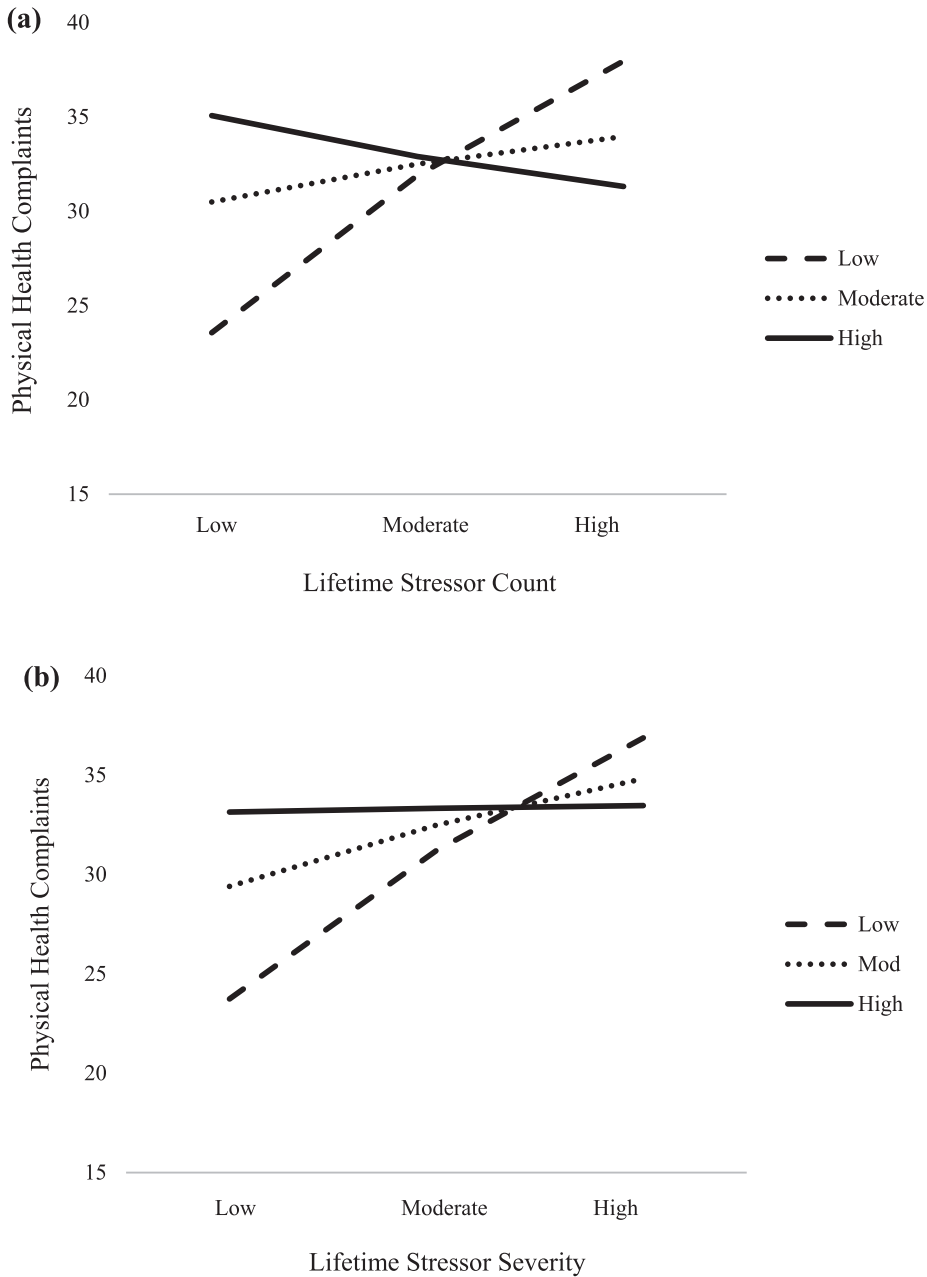 (a)
40
35
30
25
20
15
Physical Health Complaints
Low
Moderate
High
Low
Moderate
High
Lifetime Stressor Count
(b)
40
35
30
25
20
15
Physical Health Complaints
Low
Mod
High
Low
Moderate
High
Lifetime Stressor Severity